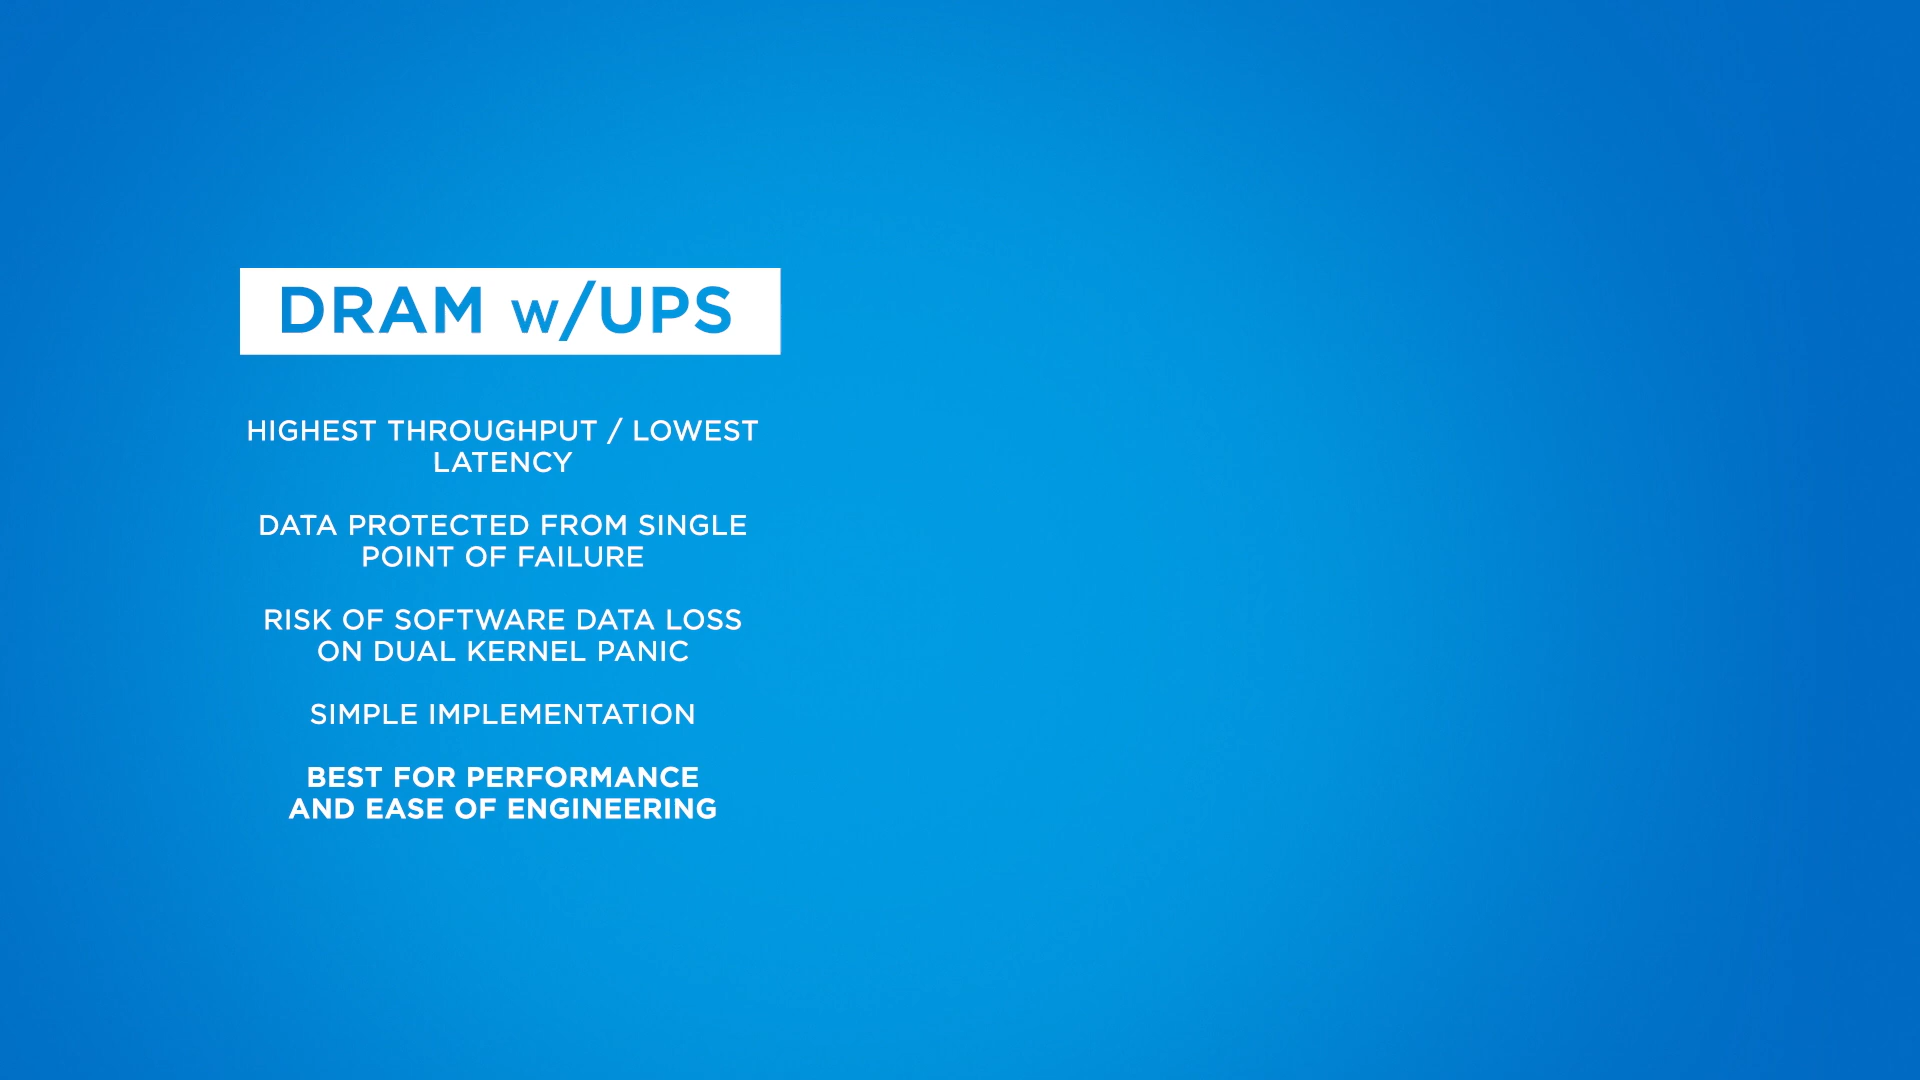 DRAM w/UPS
HIGHEST THROUGHPUT / LOWEST
LATENCY
DATA PROTECTED FROM SINGLE
POINT OF FAILURE
RISK OF SOFTWARE DATA LOSS
ON DUAL KERNEL PANIC
SIMPLE IMPLEMENTATION
BEST FOR PERFORMANCE
AND EASE OF ENGINEERING